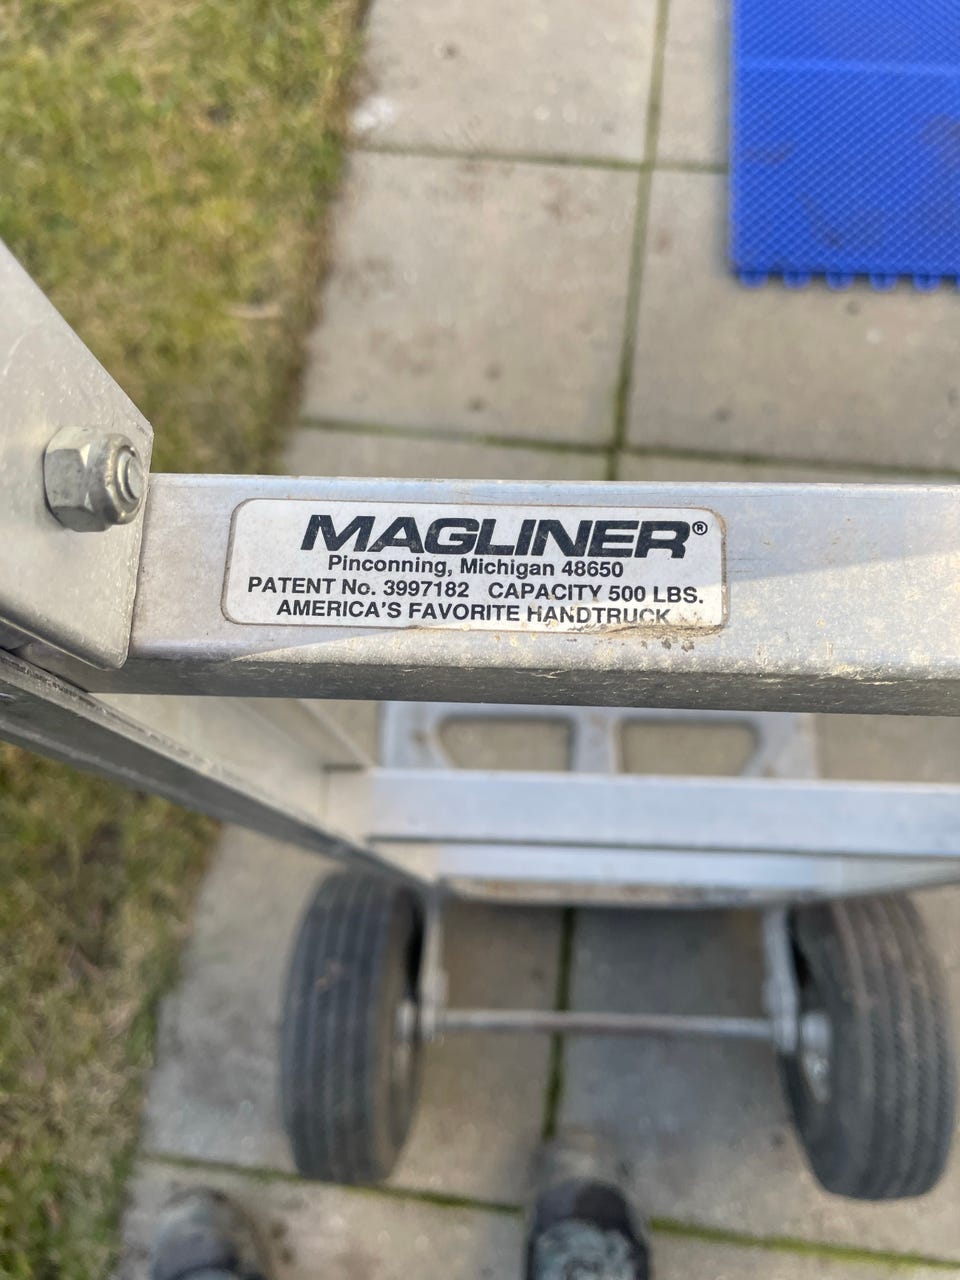 MAGLINER®
Pinconning, Michigan 48650
PATENT No. 3997182 CAPACITY 500 LBS.
AMERICA'S FAVORITE HANDTRUCK